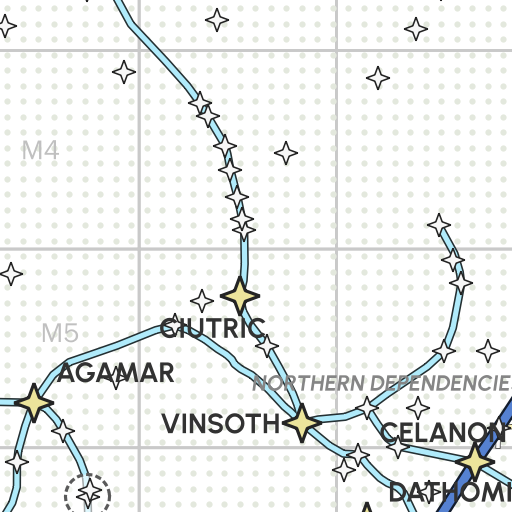 M4
M5
CIUTRIC
AGAMAR
NORTHERN DEPENDENCIE
VINSOTH
CELANON
DATHOMI